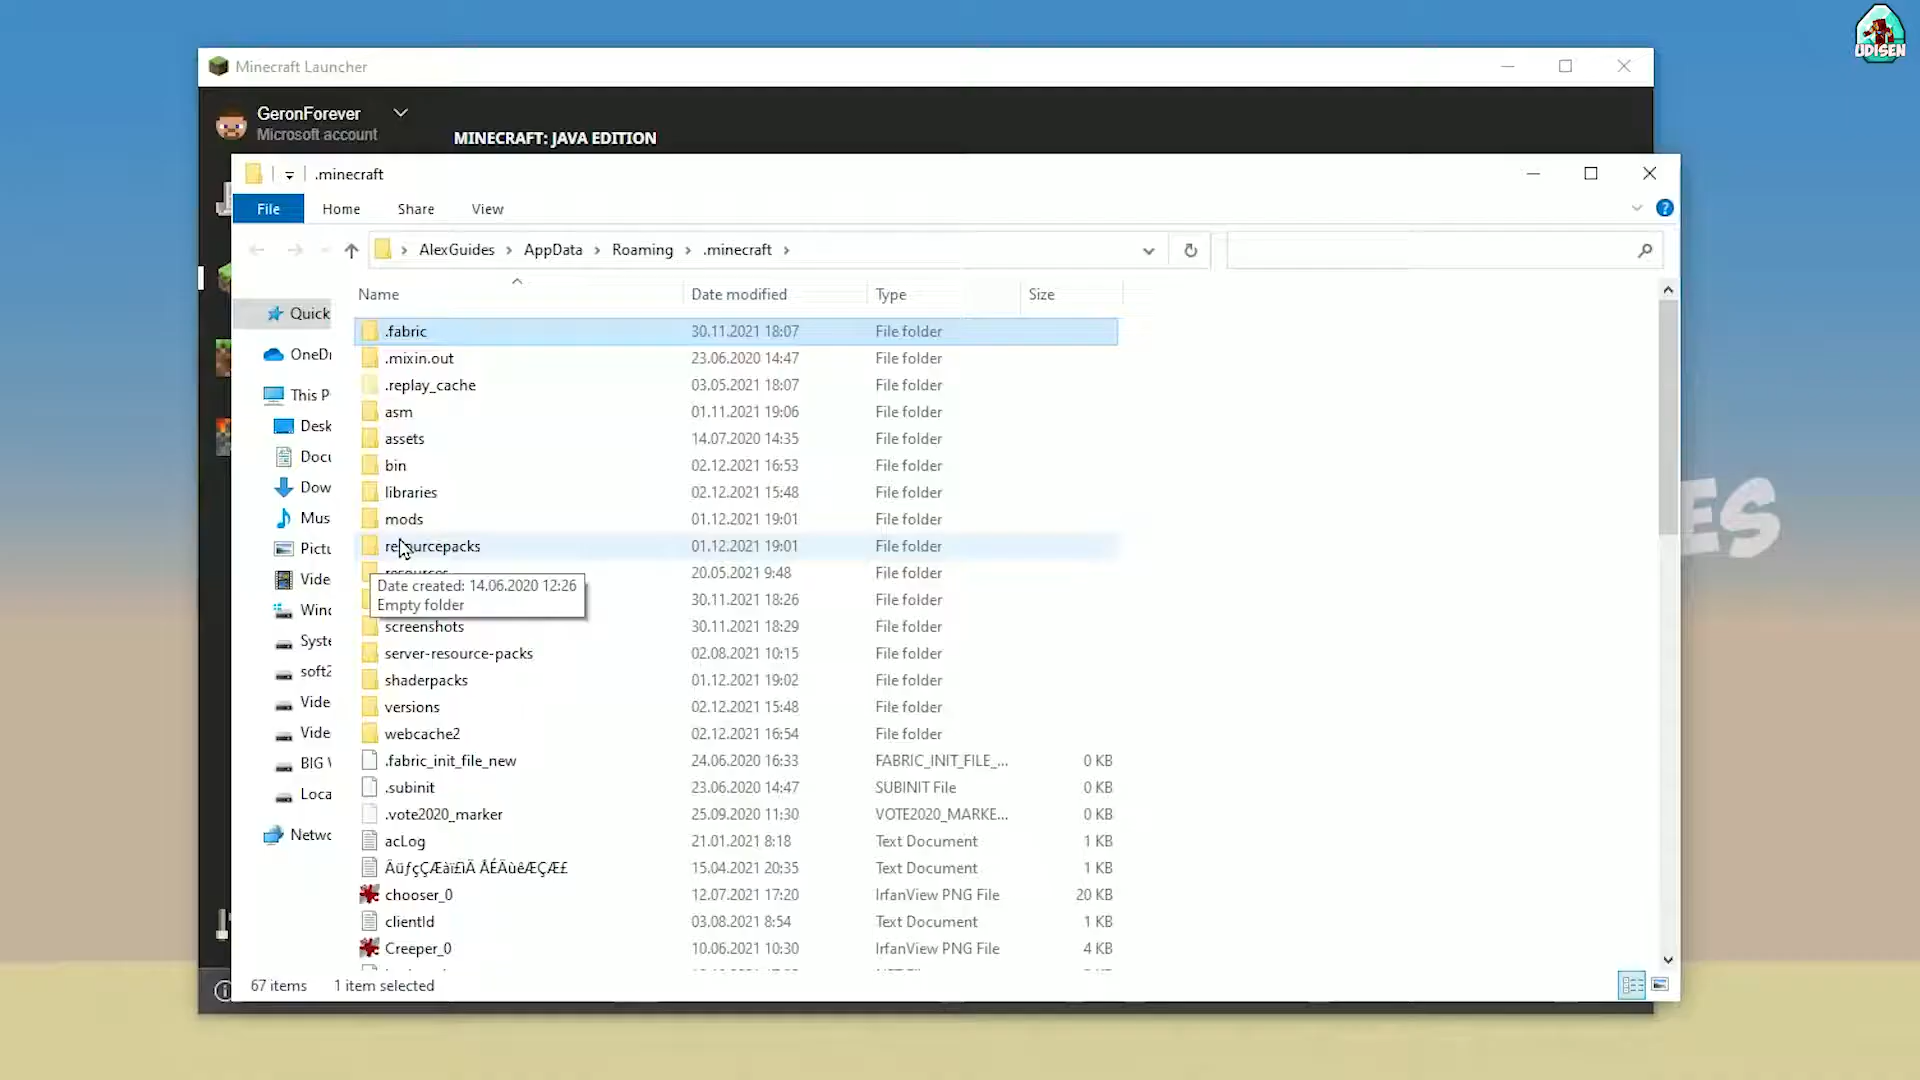 UDISEN
Minecraft Launcher
GeronForever
Microsoft account
MINECRAFT: JAVA EDITION
.minecraft
File Home Share View
AlexGuides > AppData > Roaming > .minecraft >
Name Date modified Type Size
Quick
OneDr
This P
Desk
Docu
Dow
Mus
Pictu
Vide
Wind
Syste
soft2
Vide
Vide
BIG V
Loca
Netwo
.fabric 30.11.2021 18:07 File folder
.mixin.out 23.06.2020 14:47 File folder
.replay_cache 03.05.2021 18:07 File folder
asm 01.11.2021 19:06 File folder
assets 14.07.2020 14:35 File folder
bin 02.12.2021 16:53 File folder
libraries 02.12.2021 15:48 File folder
mods 01.12.2021 19:01 File folder
resourcepacks 01.12.2021 19:01 File folder
resources 20.05.2021 9:48 File folder
Date created: 14.06.2020 12:26
Empty folder
30.11.2021 18:26 File folder
screenshots 30.11.2021 18:29 File folder
server-resource-packs 02.08.2021 10:15 File folder
shaderpacks 01.12.2021 19:02 File folder
versions 02.12.2021 15:48 File folder
webcache2 02.12.2021 16:54 File folder
.fabric_init_file_new 24.06.2020 16:33 FABRIC_INIT_FILE_... 0 KB
.subinit 23.06.2020 14:47 SUBINIT File 0 KB
.vote2020_marker 25.09.2020 11:30 VOTE2020_MARKE... 0 KB
acLog 21.01.2021 8:18 Text Document 1 KB
15.04.2021 20:35 Text Document 1 KB
chooser_0 12.07.2021 17:20 IrfanView PNG File 20 KB
clientId 03.08.2021 8:54 Text Document 1 KB
Creeper_0 10.06.2021 10:30 IrfanView PNG File 4 KB
67 items 1 item selected
ES